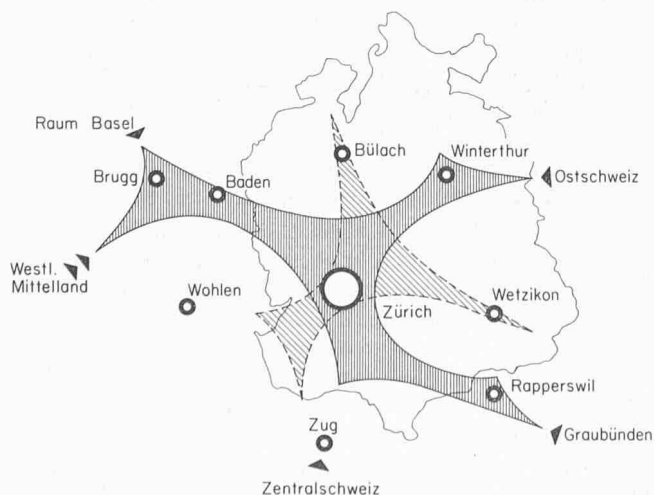 Raum Basel
Bülach
Winterthur
Brugg
Baden
Ostschweiz
Westl.
Mittelland
Wohlen
Zürich
Wetzikon
Rapperswil
Zug
Graubünden
Zentralschweiz